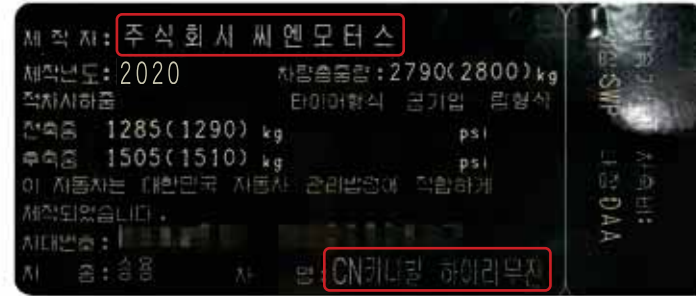 제 작 자: 주 식 회 사 씨 엔 모 터 스
제작년도: 2020 차량총중량: 2790(2800)kg
적차시하중 타이어형식 공기압 림형식
전축중 1285(1290) kg psi
후축중 1505(1510) kg psi
이 자동차는 대한민국 자동차 관리법령에 적합하게
제작되었습니다.
차대번호:
차 종: 승용 차 명: CN카니발 하이리무진
SWP
DAA